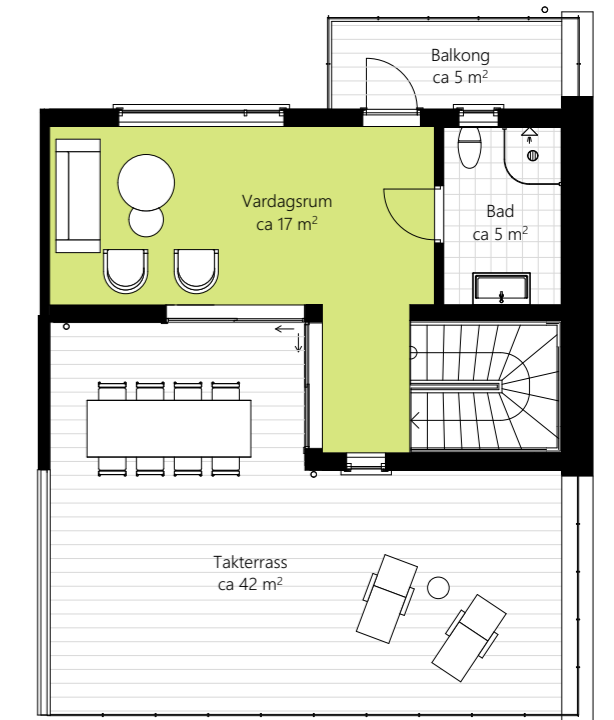 Balkong
ca 5 m²
Vardagsrum
ca 17 m²
Bad
ca 5 m²
Takterrass
ca 42 m²